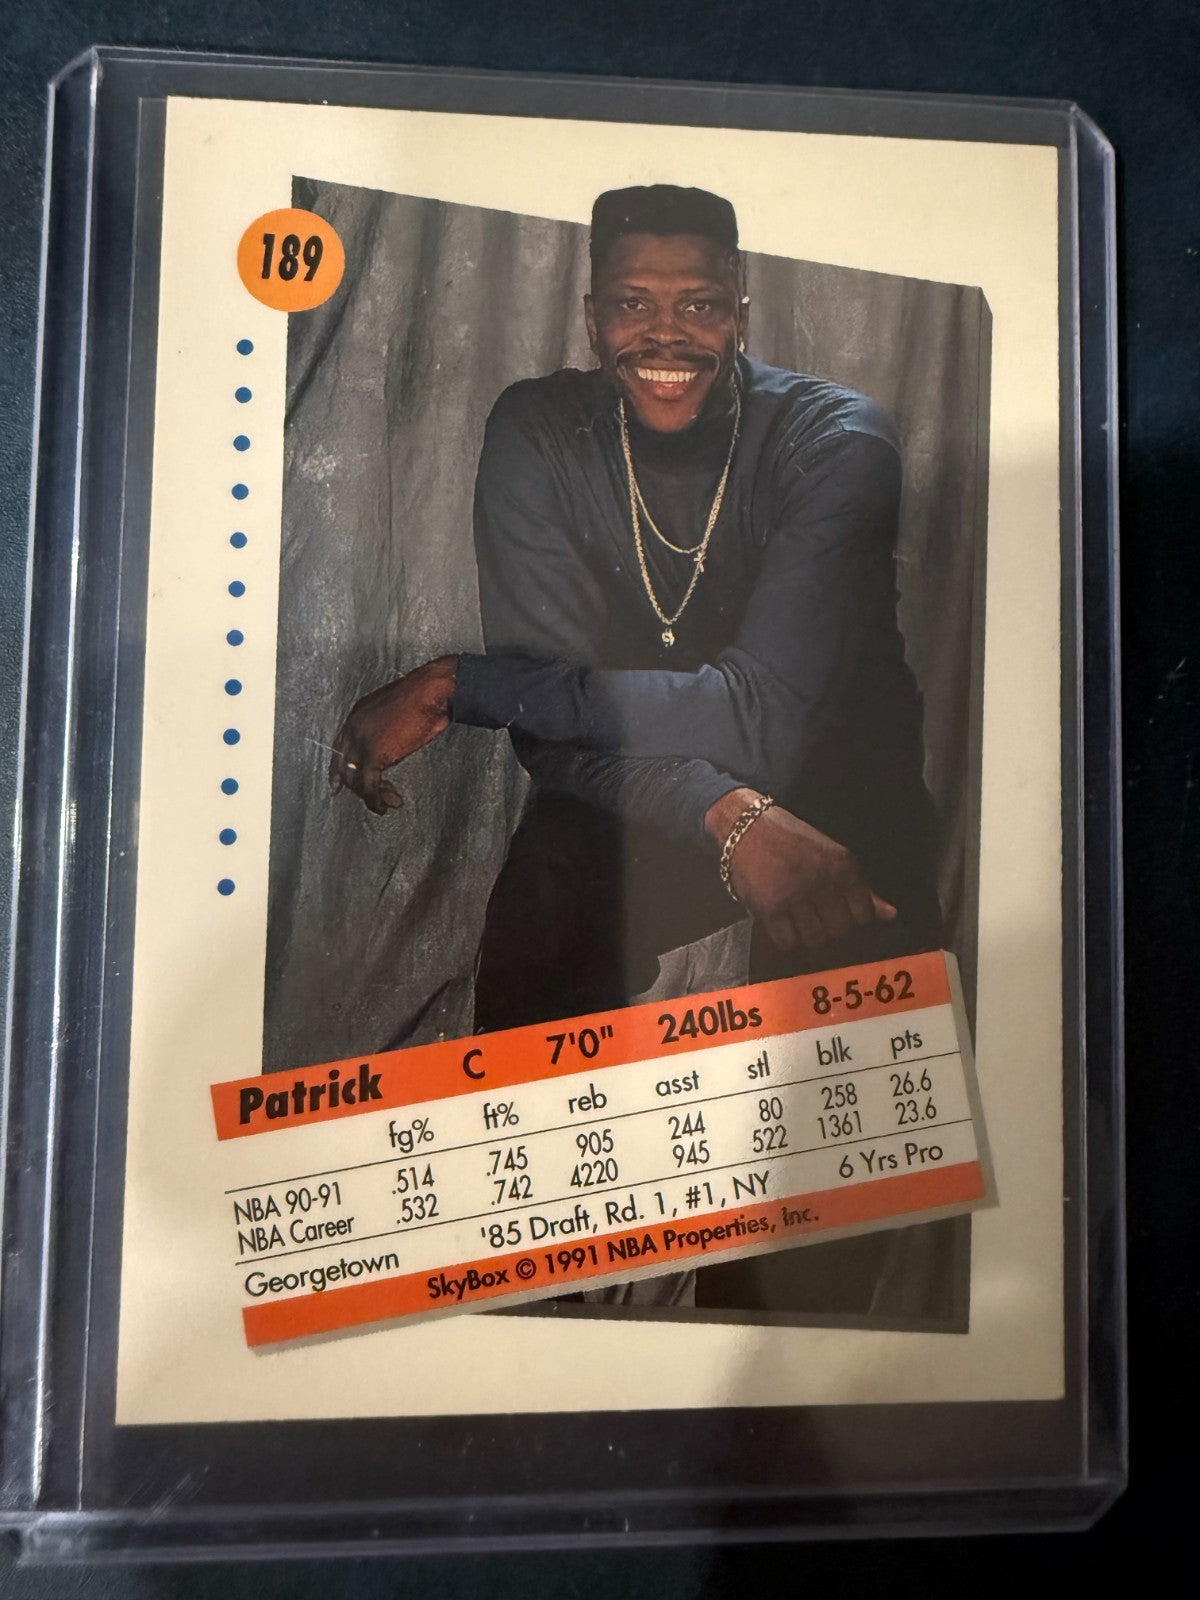 189
Patrick C 7'0" 240lbs 8-5-62
fg% ft% reb asst stl blk pts
NBA 90-91 .514 .745 905 244 80 258 26.6
NBA Career .532 .742 4220 945 522 1361 23.6
Georgetown '85 Draft, Rd. 1, #1, NY 6 Yrs Pro
SkyBox © 1991 NBA Properties, Inc.